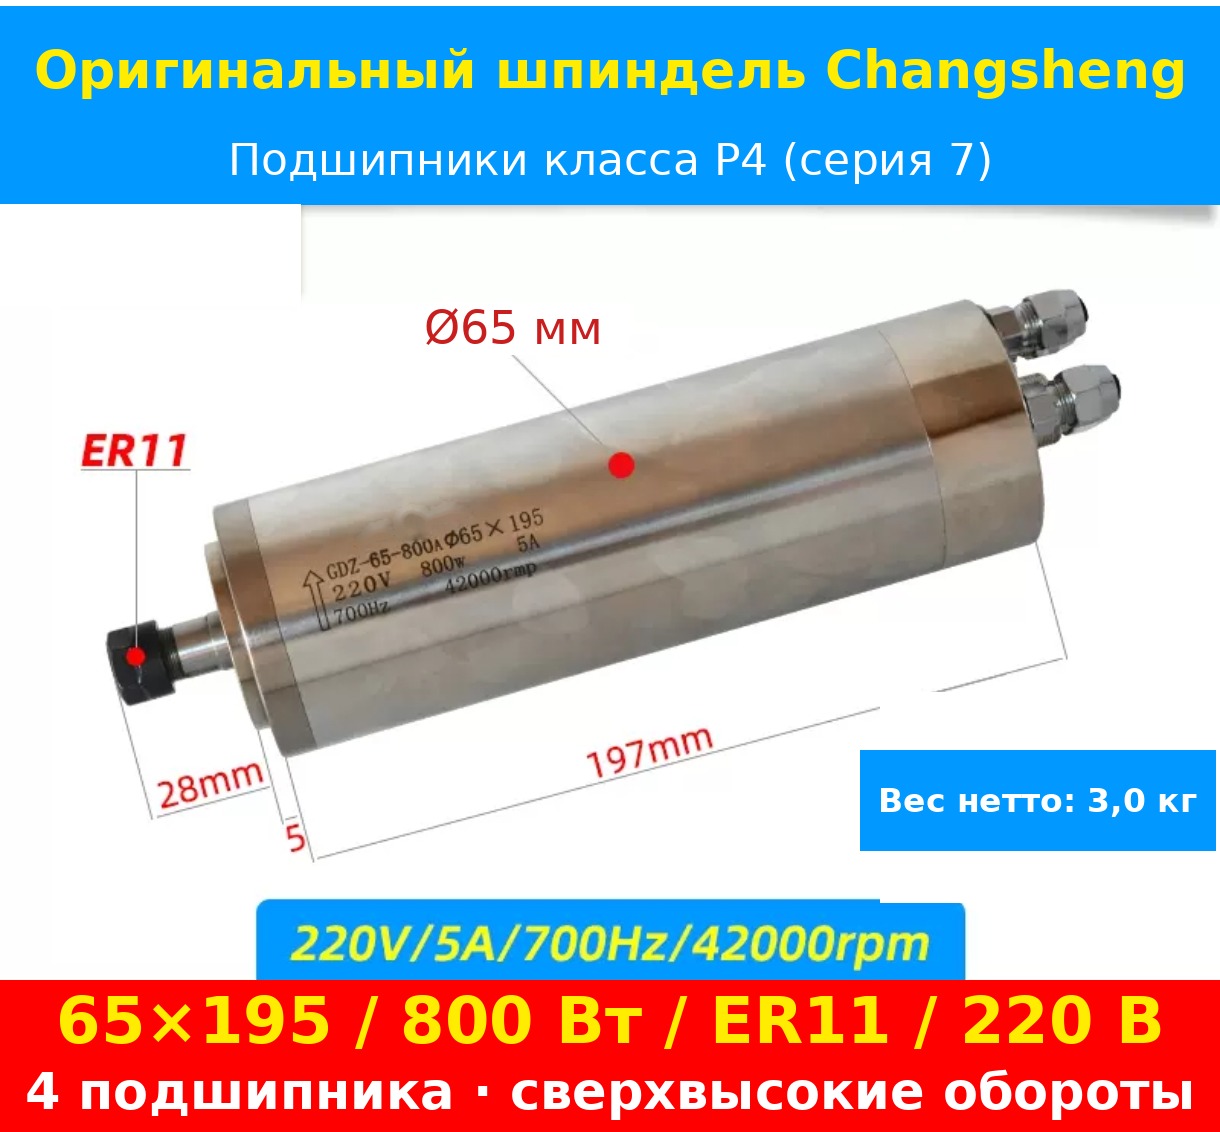 Оригинальный шпиндель Changsheng
Подшипники класса P4 (серия 7)
Ø65 мм
ER11
GDZ-65-800A Φ65×195
220V 800w 5A
700Hz 42000rmp
28mm
5
197mm
Вес нетто: 3,0 кг
220V/5A/700Hz/42000rpm
65×195 / 800 Вт / ER11 / 220 В
4 подшипника · сверхвысокие обороты